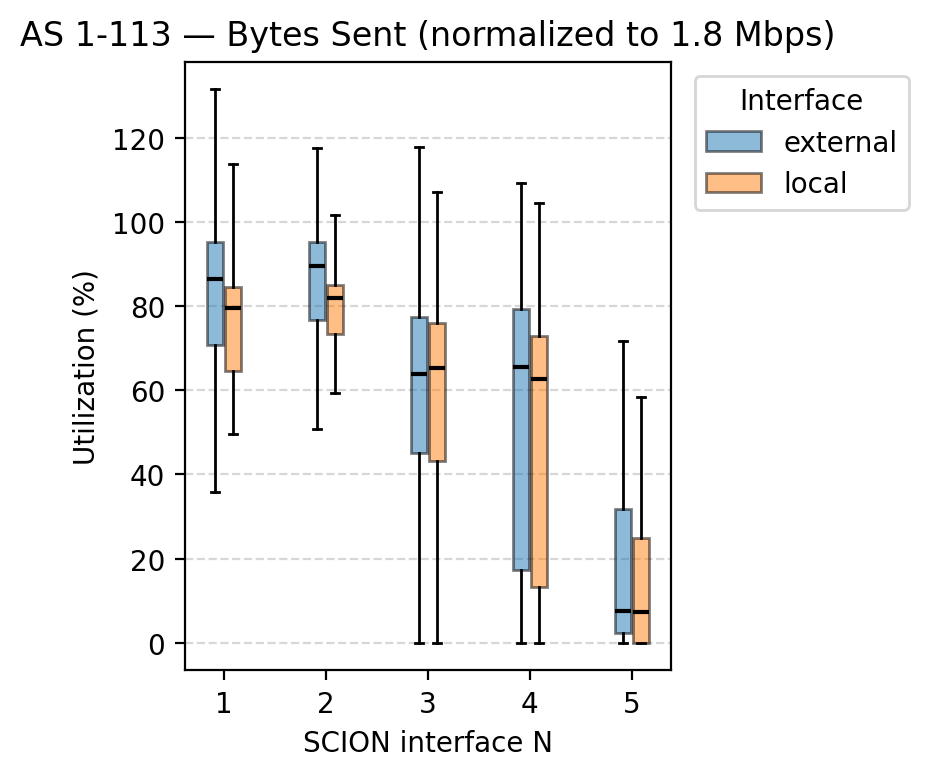 AS 1-113 — Bytes Sent (normalized to 1.8 Mbps)
Interface
external
local
Utilization (%)
120
100
80
60
40
20
0
1 2 3 4 5
SCION interface N